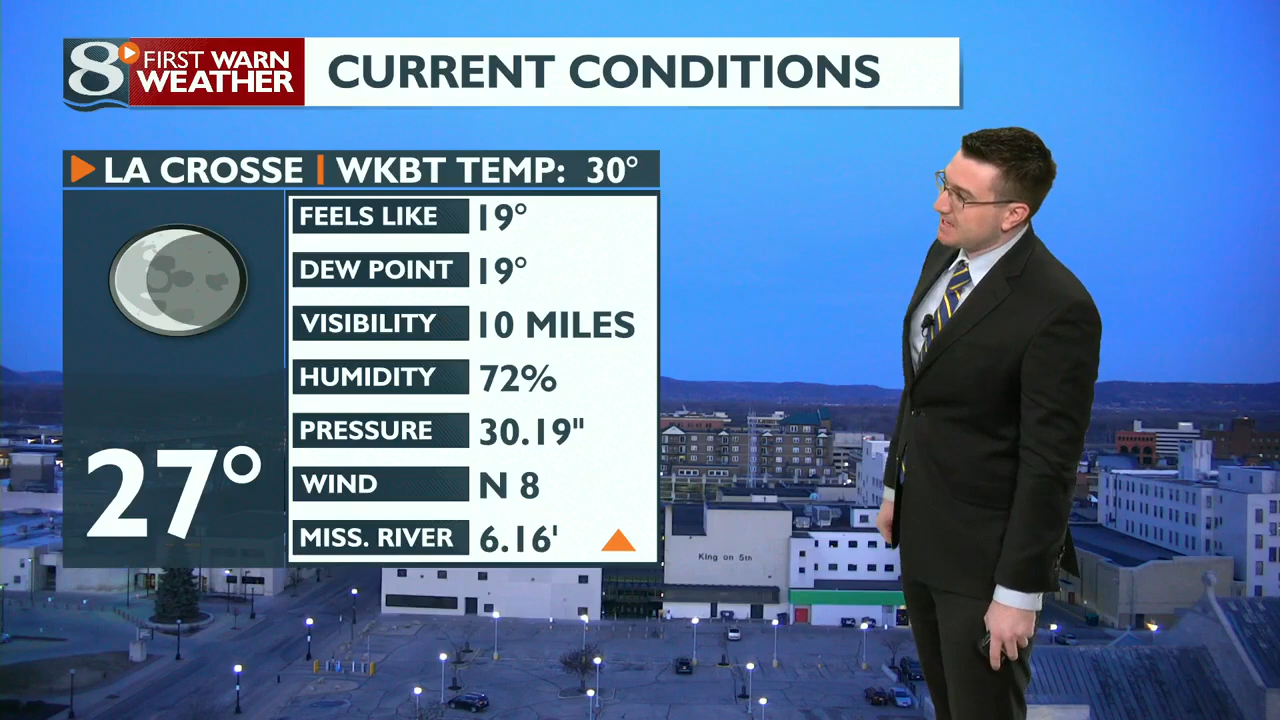 8 FIRST WARN
WEATHER
CURRENT CONDITIONS
LA CROSSE | WKBT TEMP: 30°
FEELS LIKE 19°
DEW POINT 19°
VISIBILITY 10 MILES
HUMIDITY 72%
PRESSURE 30.19"
WIND N 8
MISS. RIVER 6.16'
27°
King on 5th